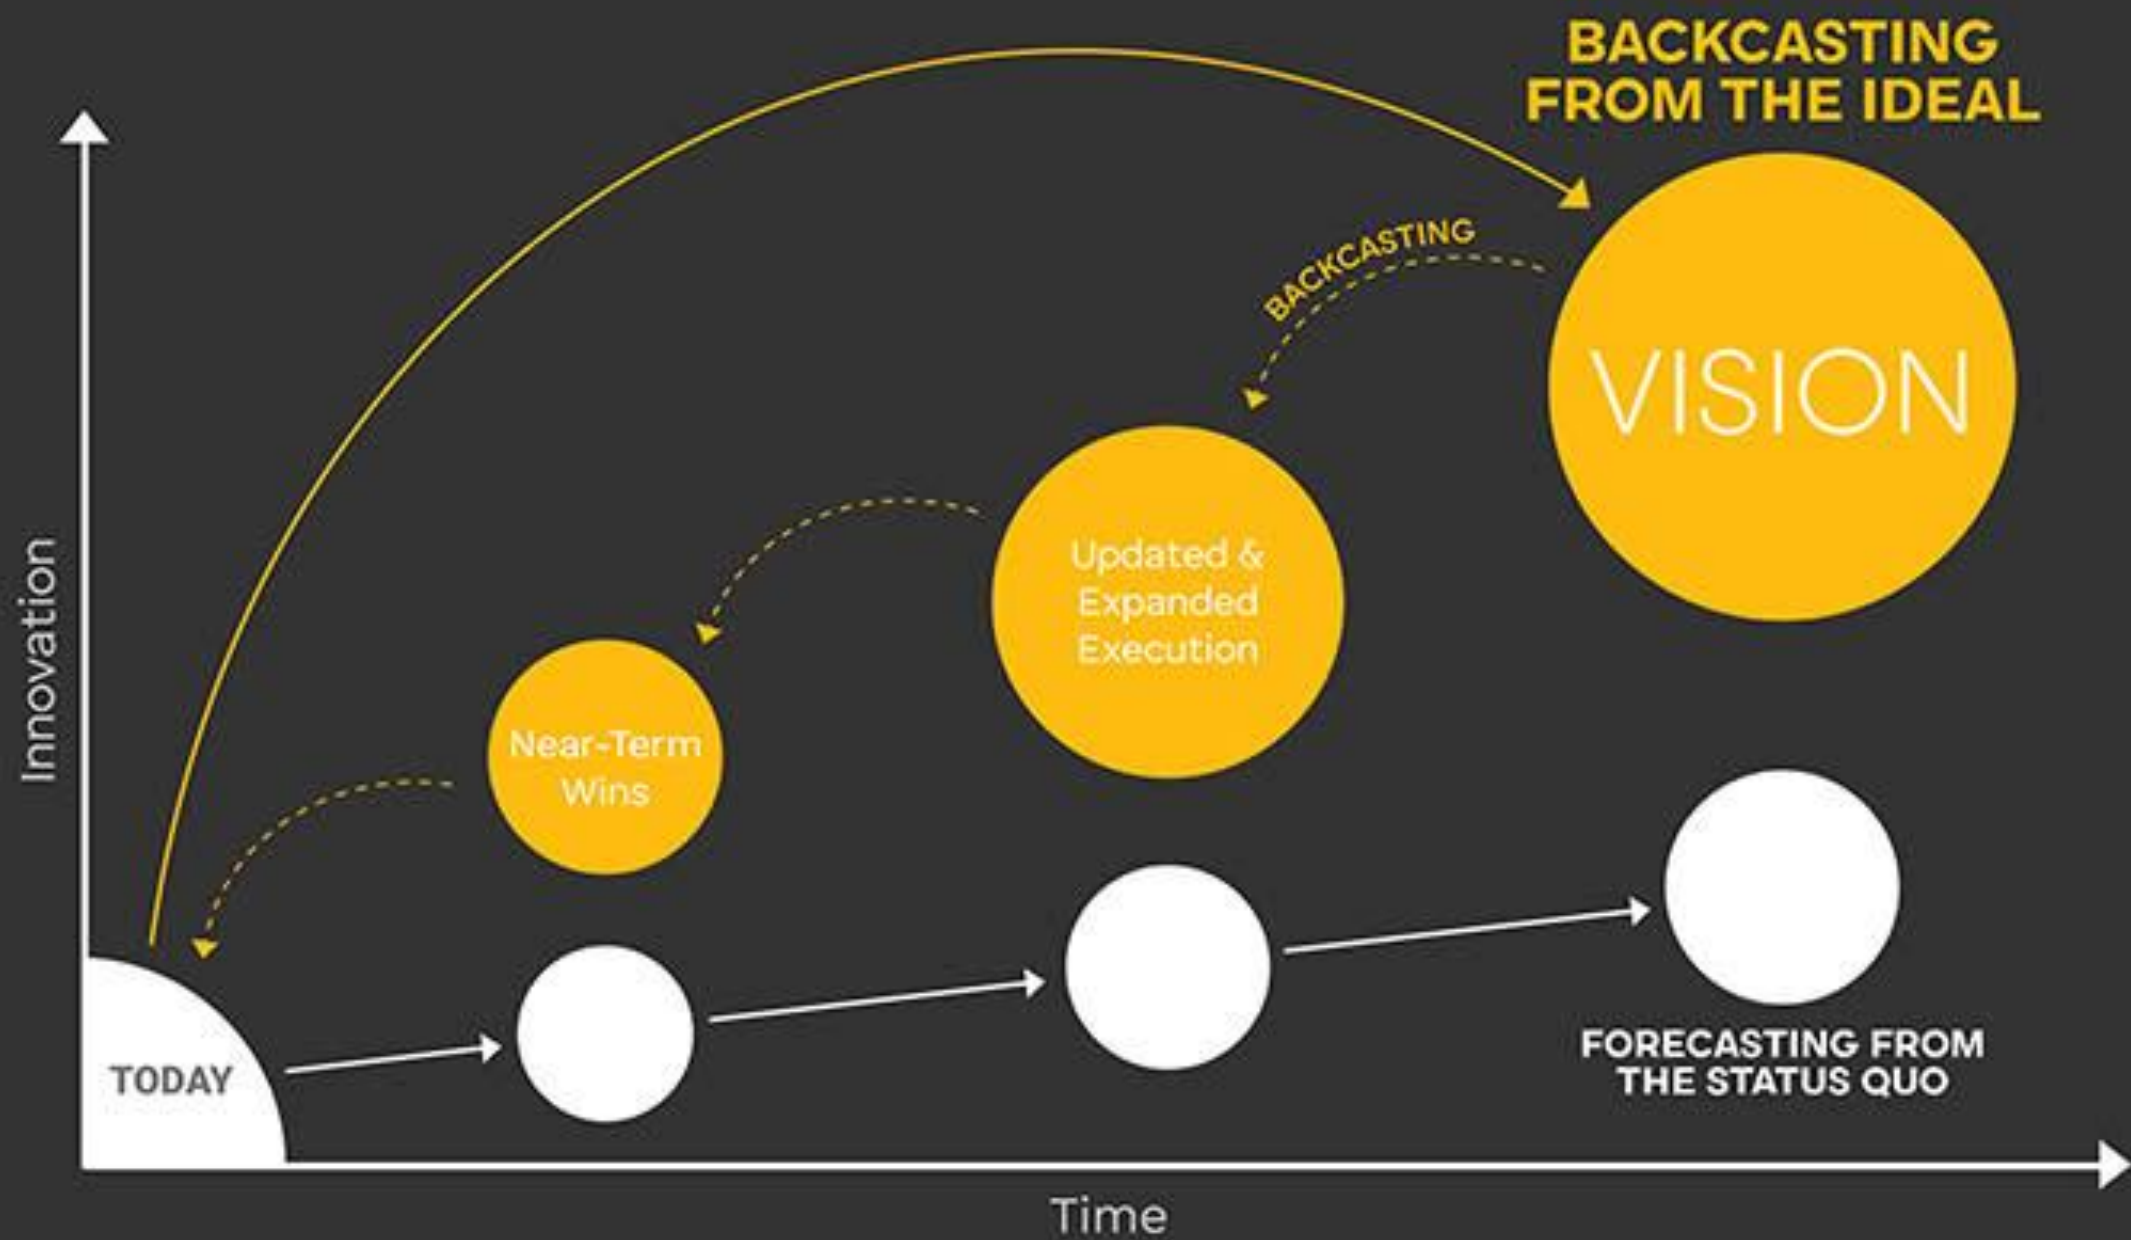 BACKCASTING
FROM THE IDEAL
BACKCASTING
VISION
Updated &
Expanded
Execution
Near-Term
Wins
Innovation
TODAY
FORECASTING FROM
THE STATUS QUO
Time